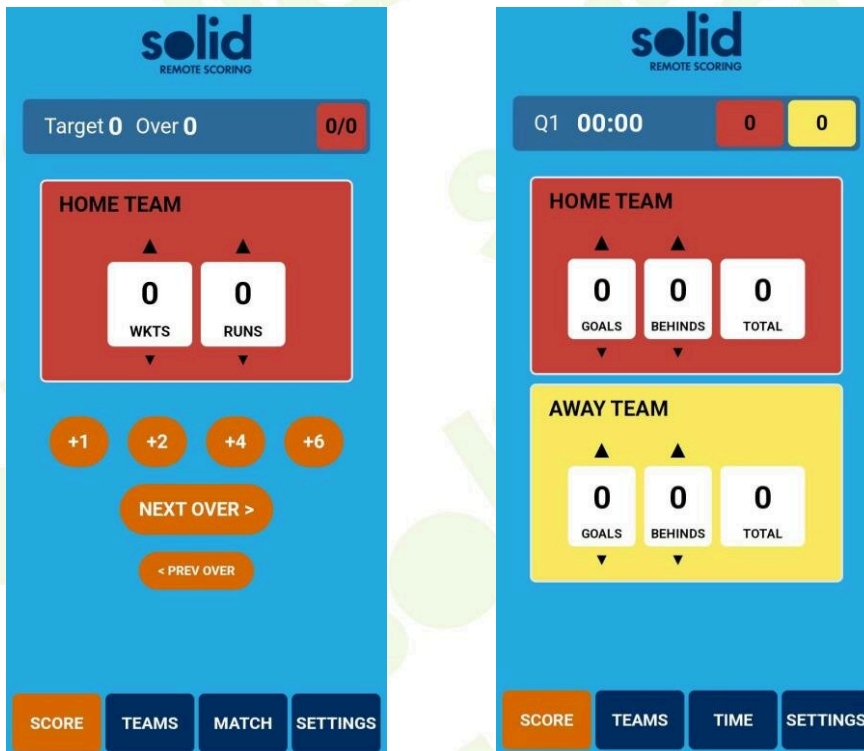 solid
REMOTE SCORING
Target 0 Over 0 0/0
HOME TEAM
0 0
WKTS RUNS
+1 +2 +4 +6
NEXT OVER >
< PREV OVER
SCORE TEAMS MATCH SETTINGS
solid
REMOTE SCORING
Q1 00:00 0 0
HOME TEAM
0 0 0
GOALS BEHINDS TOTAL
AWAY TEAM
0 0 0
GOALS BEHINDS TOTAL
SCORE TEAMS TIME SETTINGS